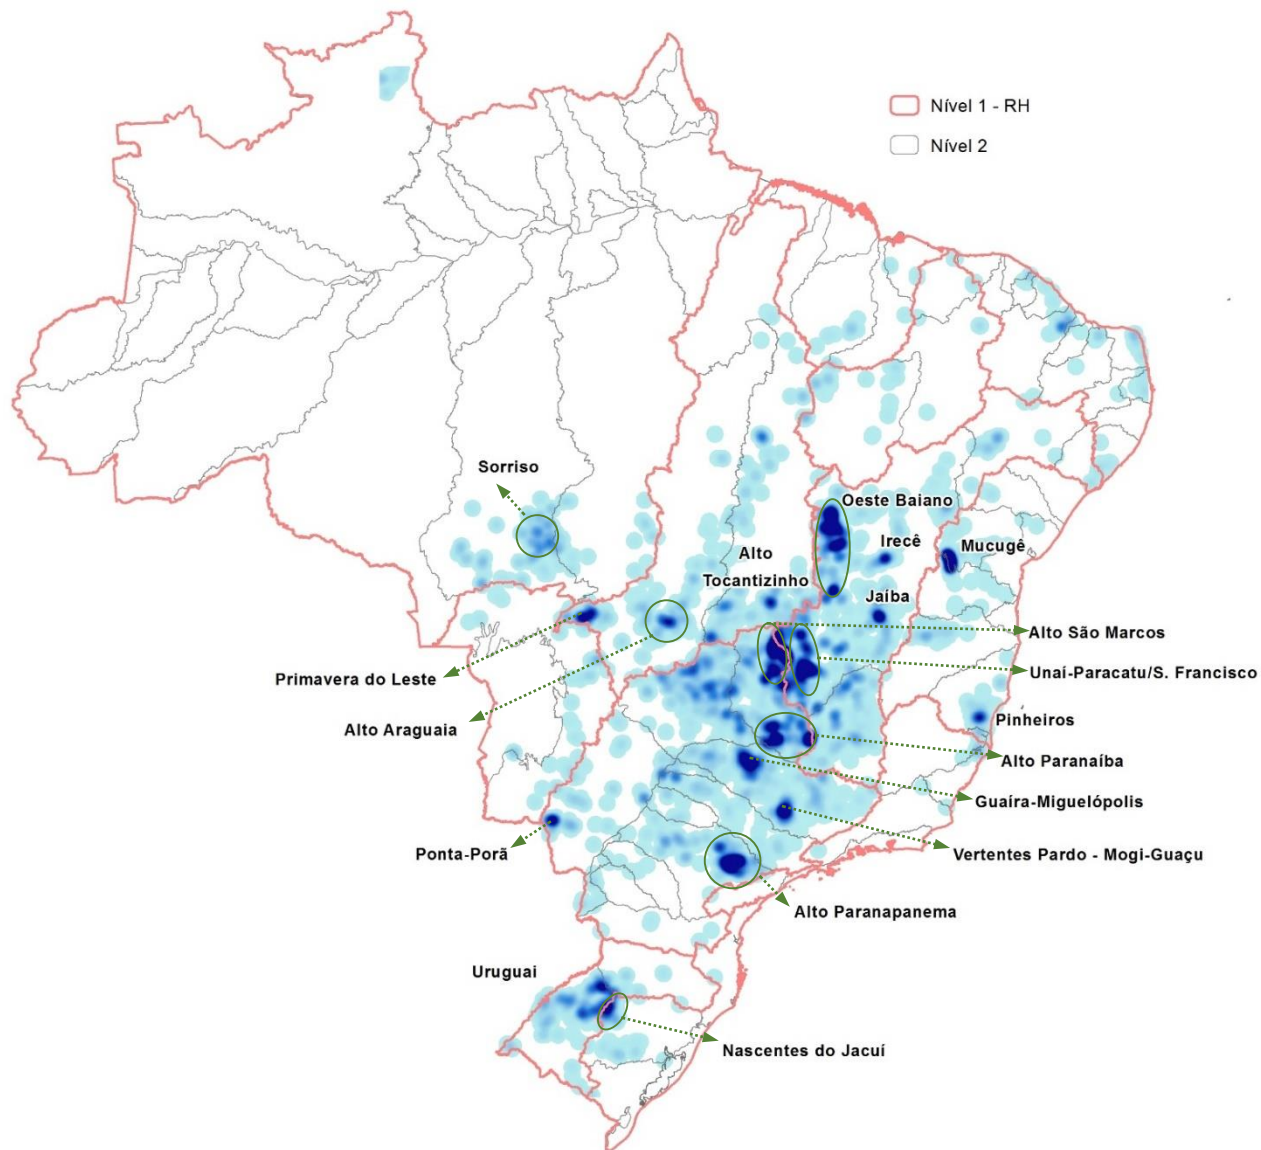 Nível 1 - RH
Nível 2
Sorriso
Oeste Baiano
Irecê
Mucugê
Alto
Tocantizinho
Jaíba
Alto São Marcos
Unaí-Paracatu/S. Francisco
Primavera do Leste
Pinheiros
Alto Araguaia
Alto Paranaíba
Guaíra-Miguelópolis
Ponta-Porã
Vertentes Pardo - Mogi-Guaçu
Alto Paranapanema
Uruguai
Nascentes do Jacuí